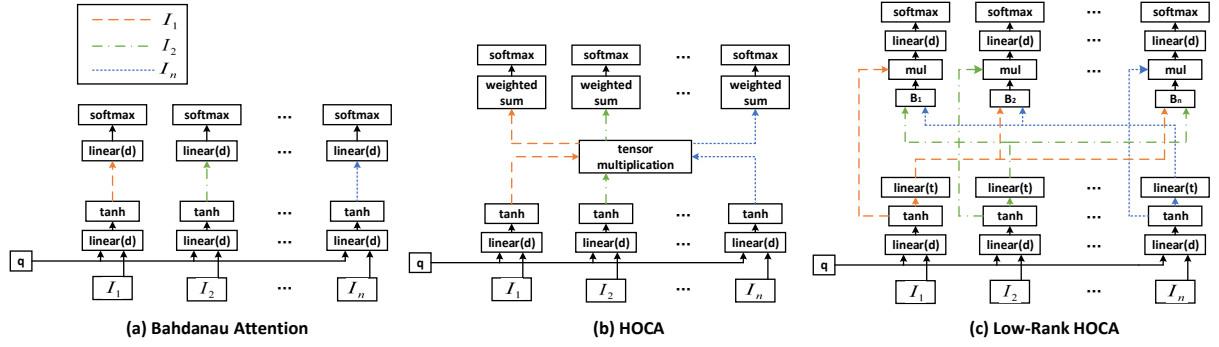 I₁
I₂
Iₙ
softmax softmax ... softmax
linear(d) linear(d) ... linear(d)
tanh tanh ... tanh
linear(d) linear(d) ... linear(d)
q
I₁ I₂ ... Iₙ
(a) Bahdanau Attention
softmax softmax ... softmax
weighted sum weighted sum ... weighted sum
tensor
multiplication
tanh tanh ... tanh
linear(d) linear(d) ... linear(d)
q
I₁ I₂ ... Iₙ
(b) HOCA
softmax softmax ... softmax
linear(d) linear(d) ... linear(d)
mul mul ... mul
B₁ B₂ Bₙ
linear(t) linear(t) ... linear(t)
tanh tanh ... tanh
linear(d) linear(d) ... linear(d)
q
I₁ I₂ ... Iₙ
(c) Low-Rank HOCA